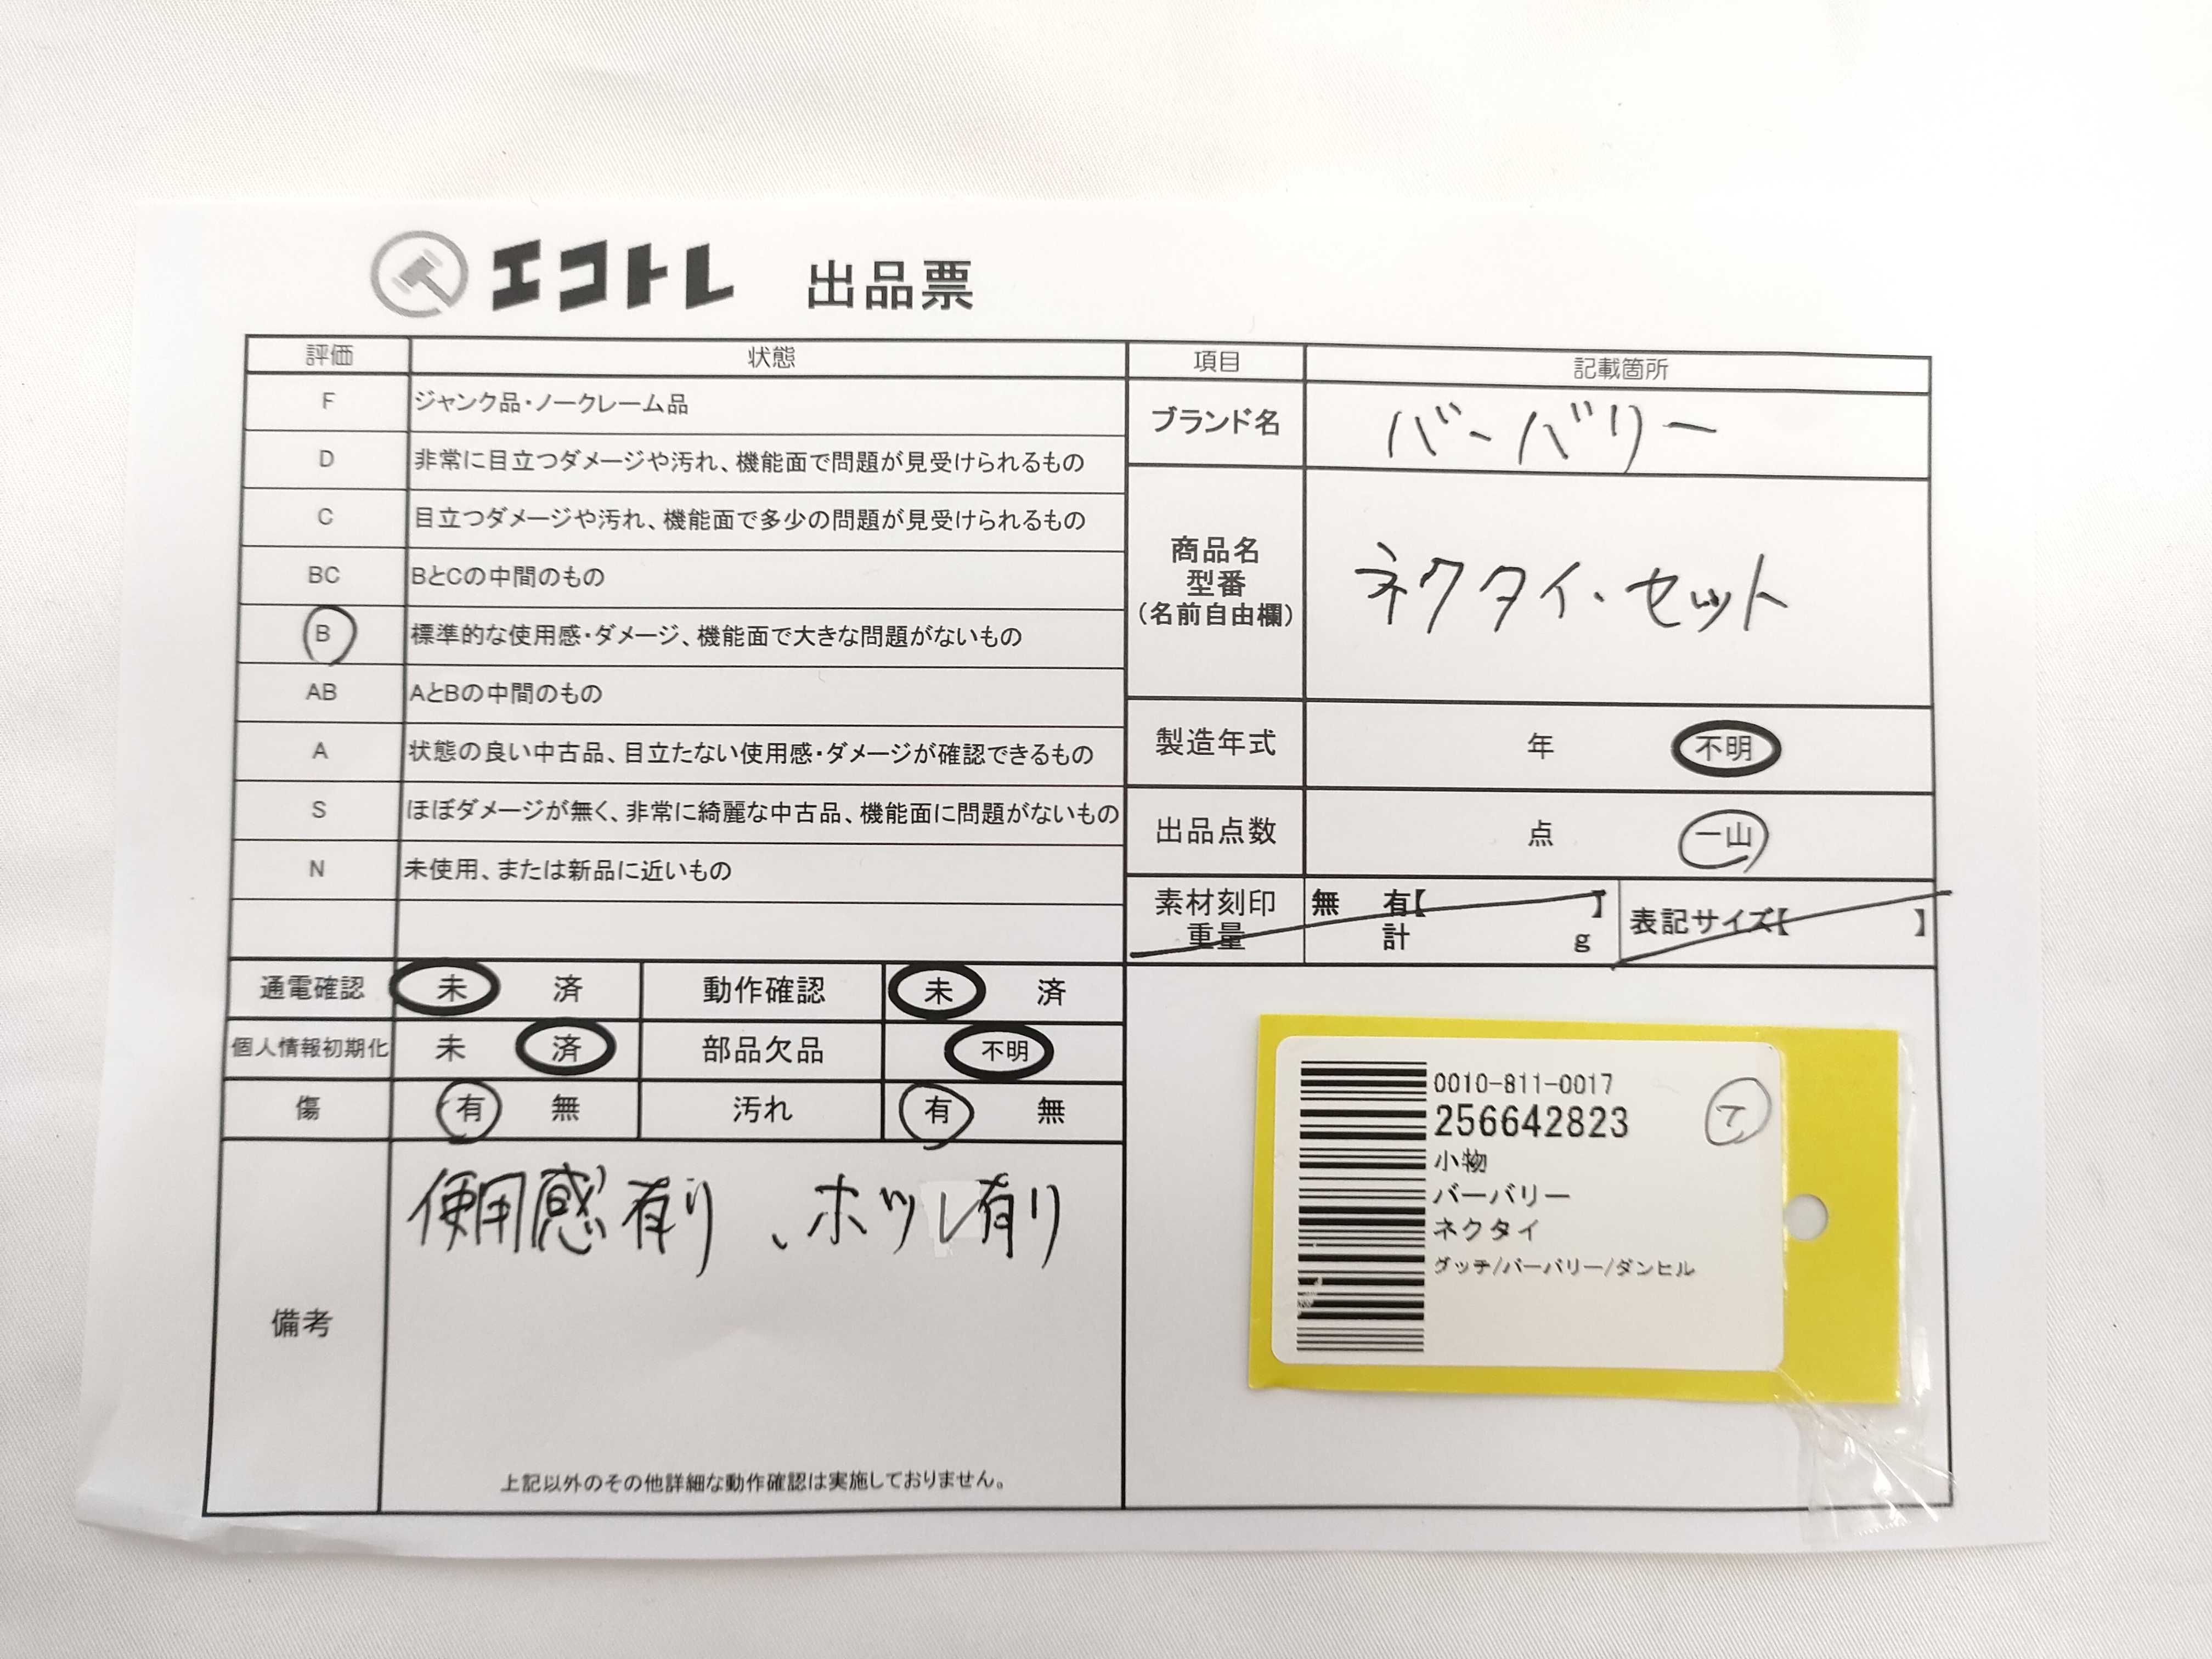 エコトレ 出品票
評価 状態
F ジャンク品・ノークレーム品
D 非常に目立つダメージや汚れ、機能面で問題が見受けられるもの
C 目立つダメージや汚れ、機能面で多少の問題が見受けられるもの
BC BとCの中間のもの
B 標準的な使用感・ダメージ、機能面で大きな問題がないもの
AB AとBの中間のもの
A 状態の良い中古品、目立たない使用感・ダメージが確認できるもの
S ほぼダメージが無く、非常に綺麗な中古品、機能面に問題がないもの
N 未使用、または新品に近いもの
通電確認 未 済 動作確認 未 済
個人情報初期化 未 済 部品欠品 不明
傷 有 無 汚れ 有 無
備考
使用感有り、ホツレ有り
上記以外のその他詳細な動作確認は実施しておりません。
項目 記載箇所
ブランド名 バーバリー
商品名
型番
(名前自由欄)
ネクタイ・セット
製造年式 年 不明
出品点数 点 一山
素材刻印 無 有【 】
重量 計 g
表記サイズ【 】
0010-811-0017
256642823
小物
バーバリー
ネクタイ
グッチ/バーバリー/ダンヒル